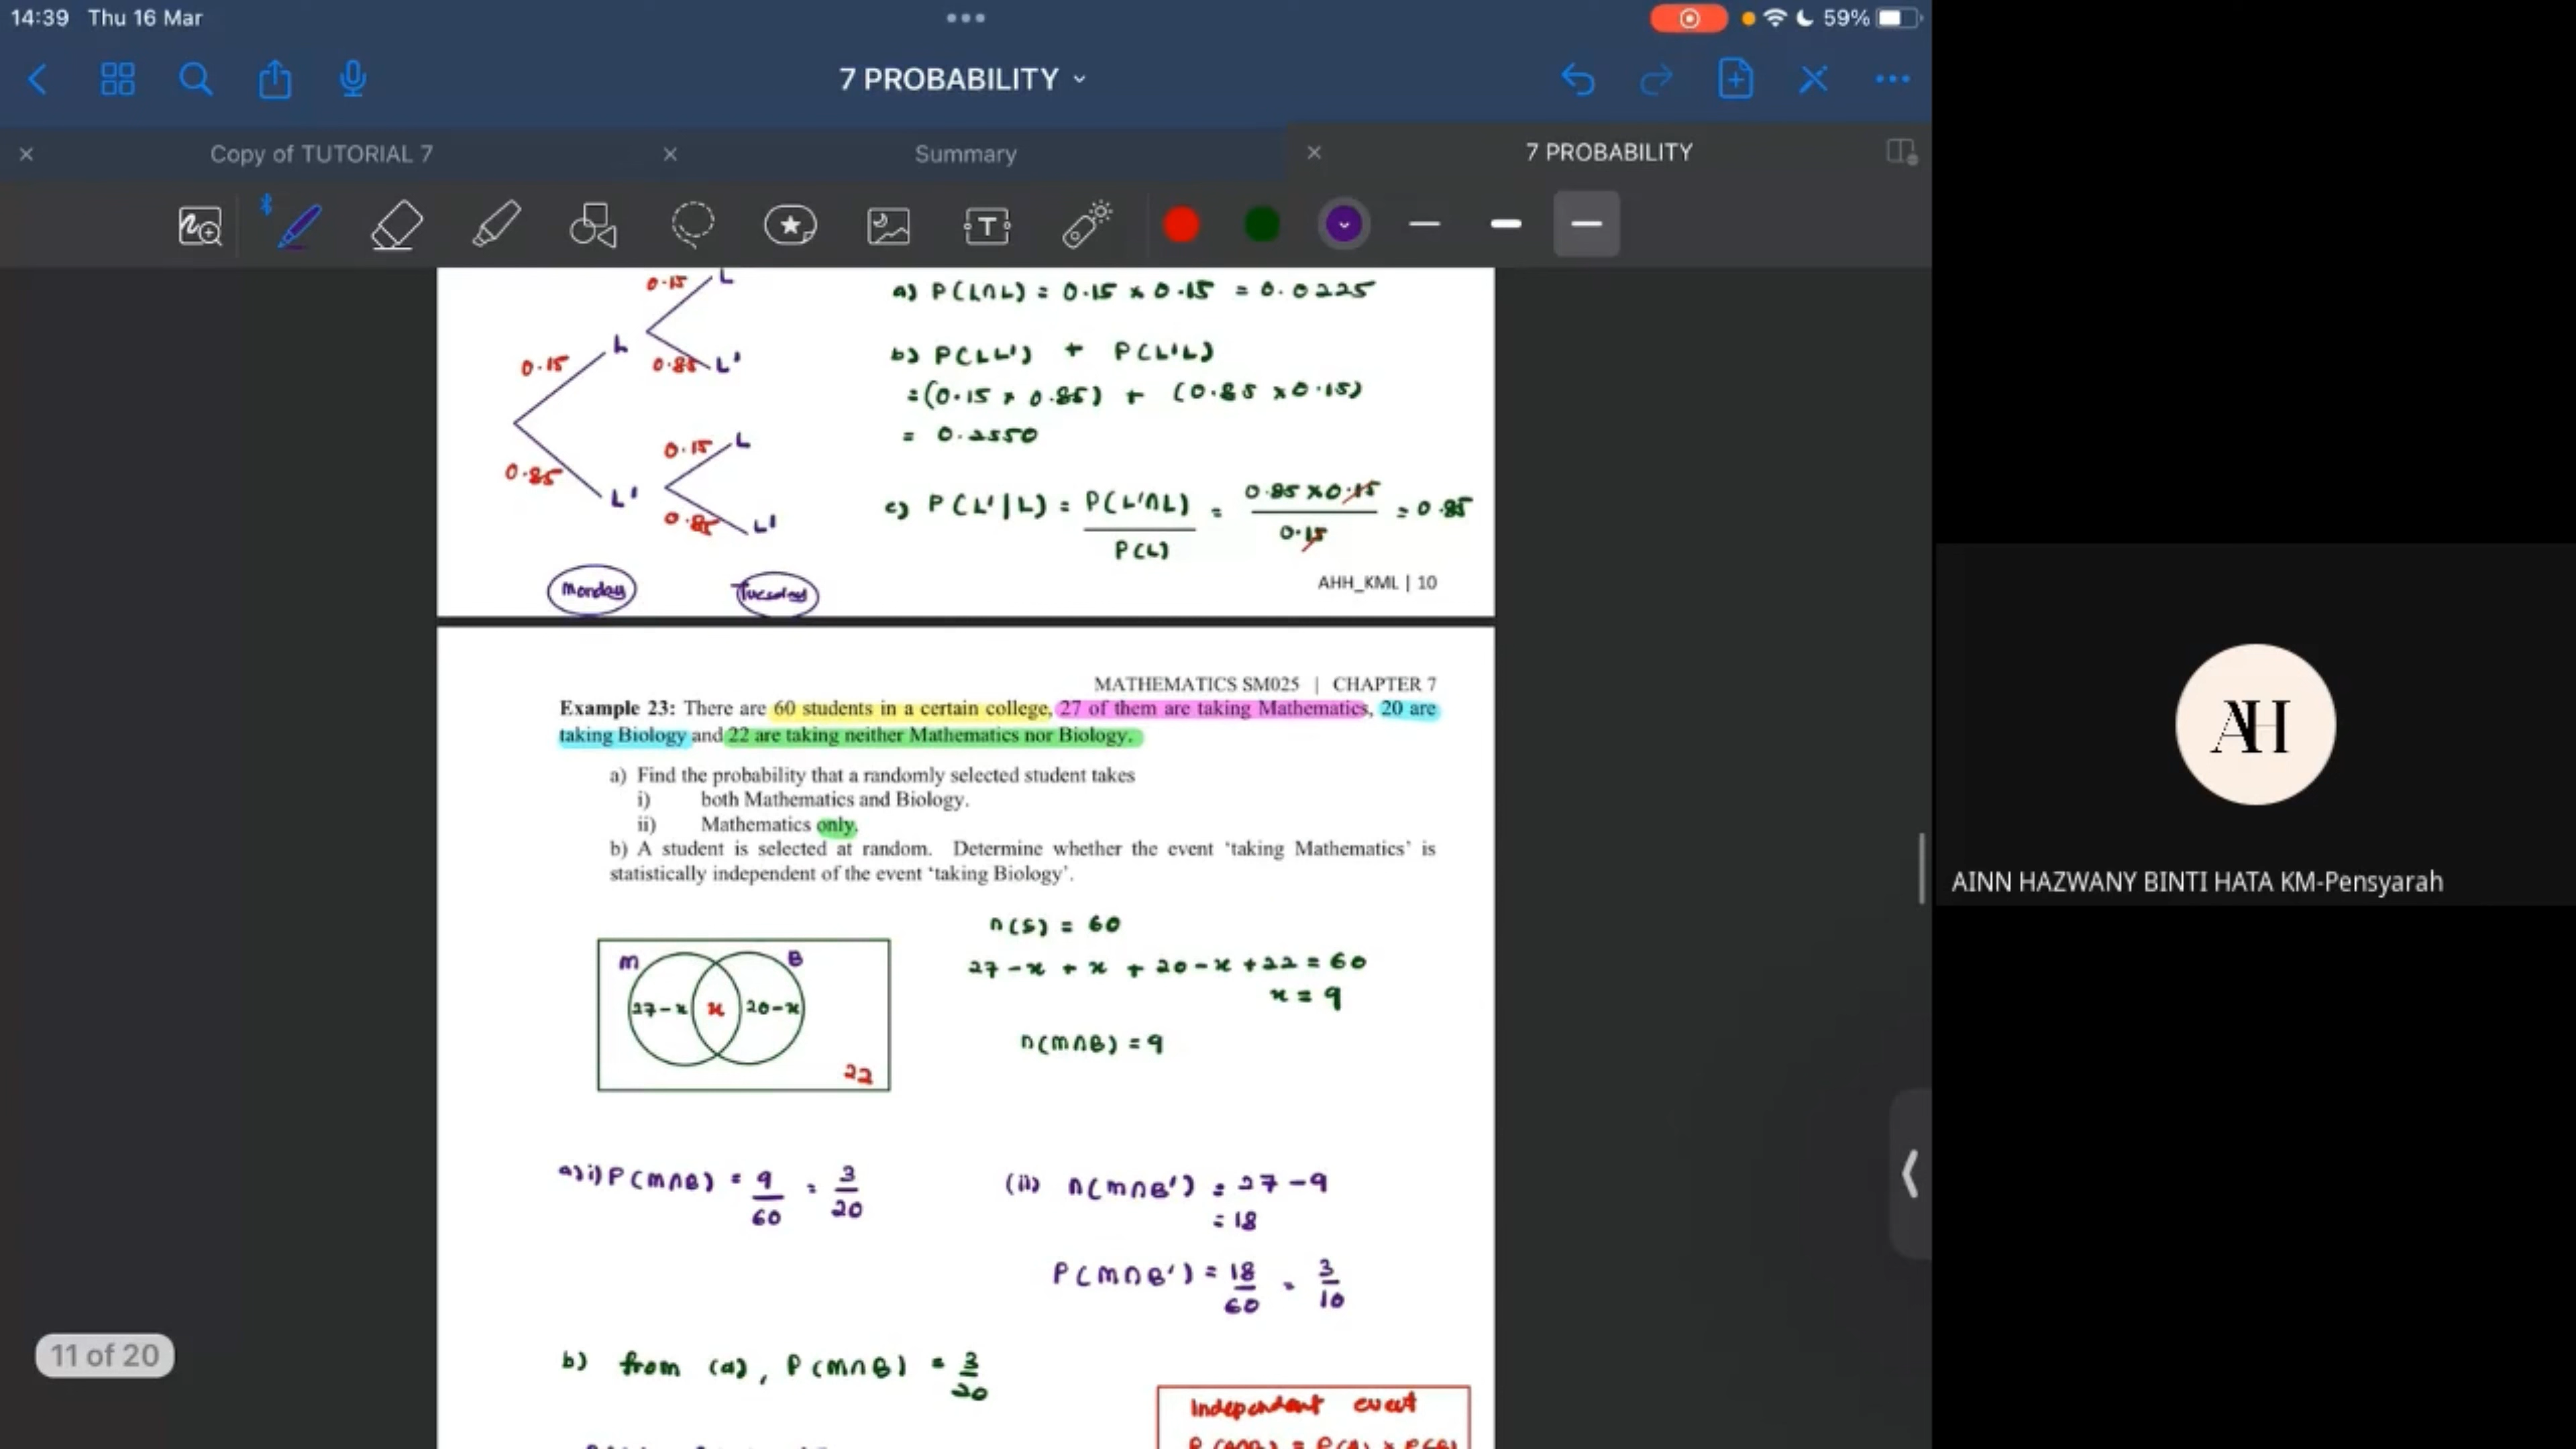 14:39 Thu 16 Mar
59%
7 PROBABILITY
Copy of TUTORIAL 7
Summary
7 PROBABILITY
T
0.15 L
0.15 L
0.85 L'
0.85 L'
0.15 L
0.85 L'
Monday
Tuesday
a) P(L∩L) = 0.15 × 0.15 = 0.0225
b) P(LL') + P(L'L)
= (0.15 × 0.85) + (0.85 × 0.15)
= 0.2550
c) P(L'|L) = P(L'∩L) / P(L) = 0.85 × 0.15 / 0.15 = 0.85
AHH_KML | 10
MATHEMATICS SM025 | CHAPTER 7
Example 23: There are 60 students in a certain college, 27 of them are taking Mathematics, 20 are
taking Biology and 22 are taking neither Mathematics nor Biology.
a) Find the probability that a randomly selected student takes
i) both Mathematics and Biology.
ii) Mathematics only.
b) A student is selected at random. Determine whether the event ‘taking Mathematics’ is
statistically independent of the event ‘taking Biology’.
M B
27-x x 20-x
22
n(S) = 60
27-x + x + 20-x + 22 = 60
x = 9
n(M∩B) = 9
a)i) P(M∩B) = 9/60 = 3/20
(ii) n(M∩B') = 27-9
= 18
P(M∩B') = 18/60 = 3/10
b) from (a), P(M∩B) = 3/20
Independent event
P(A∩B) = P(A) × P(B)
11 of 20
AH
AINN HAZWANY BINTI HATA KM-Pensyarah